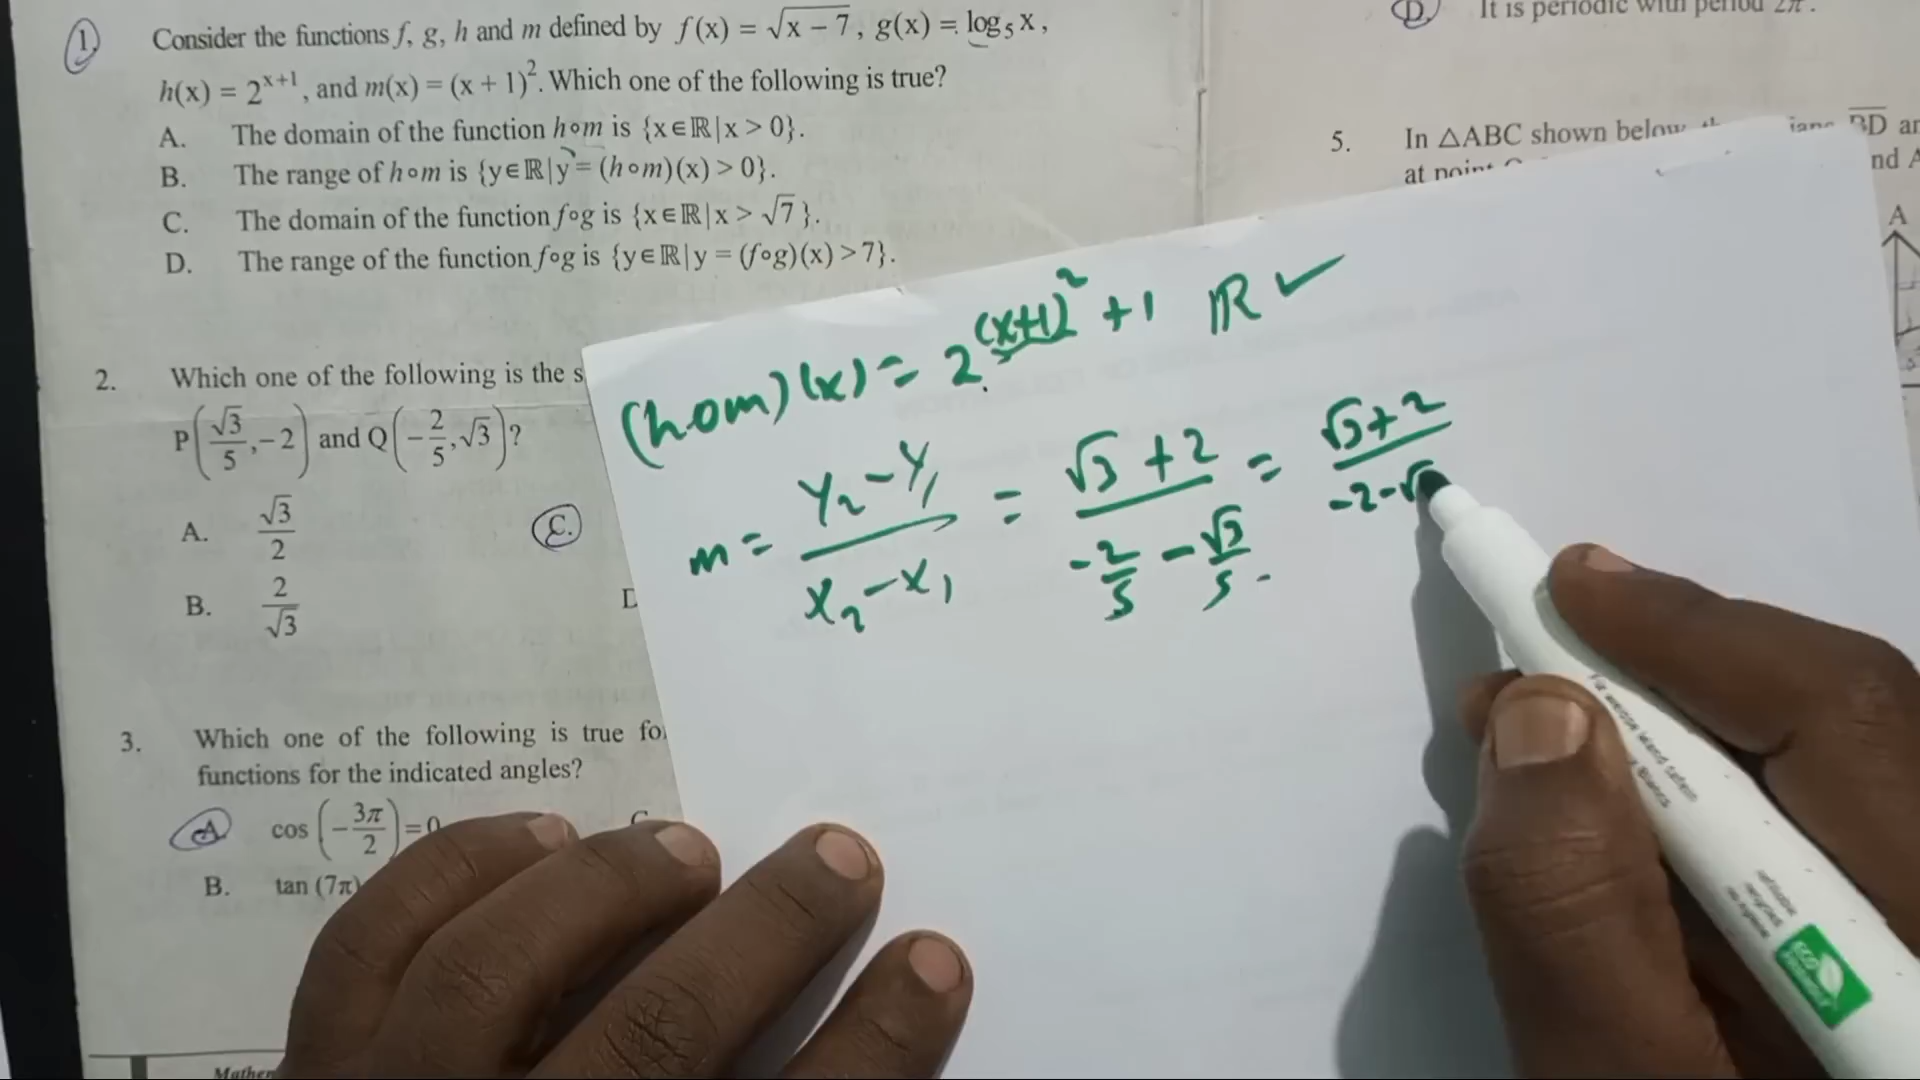 1. Consider the functions f, g, h and m defined by f(x) = √(x − 7), g(x) = log₅ x,
h(x) = 2^(x+1), and m(x) = (x + 1)². Which one of the following is true?
A. The domain of the function h∘m is {x∈ℝ|x > 0}.
B. The range of h∘m is {y∈ℝ|y = (h∘m)(x) > 0}.
C. The domain of the function f∘g is {x∈ℝ|x > √7}.
D. The range of the function f∘g is {y∈ℝ|y = (f∘g)(x) > 7}.
2. Which one of the following is the s
P(√3/5, −2) and Q(−2/5, √3)?
A. √3/2
C.
B. 2/√3
3. Which one of the following is true
functions for the indicated angles?
A. cos(−3π/2) = 0
B. tan (7π)
D. It is periodic with period 2π.
5. In △ABC shown below
BD
at point
A
(hom)(x) = 2^((x+1)²+1) ℝ ✓
m = (y₂ − y₁)/(x₂ − x₁) = (√3 + 2)/(−2/5 − √3/5) = (√3 + 2)/(−2 − √